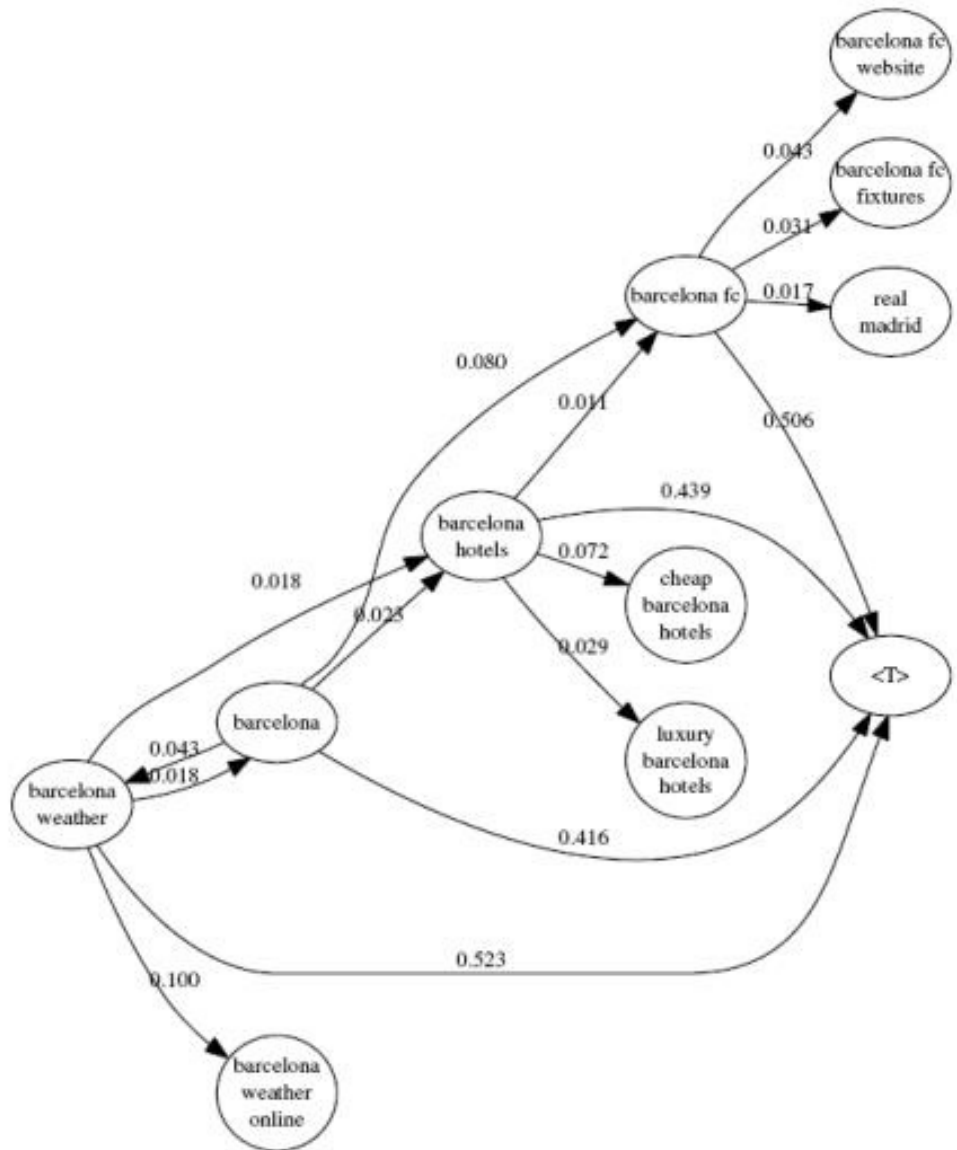 barcelona fc
website
0.043
barcelona fc
fixtures
0.031
barcelona fc
0.017
real
madrid
0.080
0.011
0.506
barcelona
hotels
0.439
0.072
cheap
barcelona
hotels
0.018
0.023
0.029
<T>
barcelona
luxury
barcelona
hotels
0.043
0.018
barcelona
weather
0.416
0.523
0.100
barcelona
weather
online